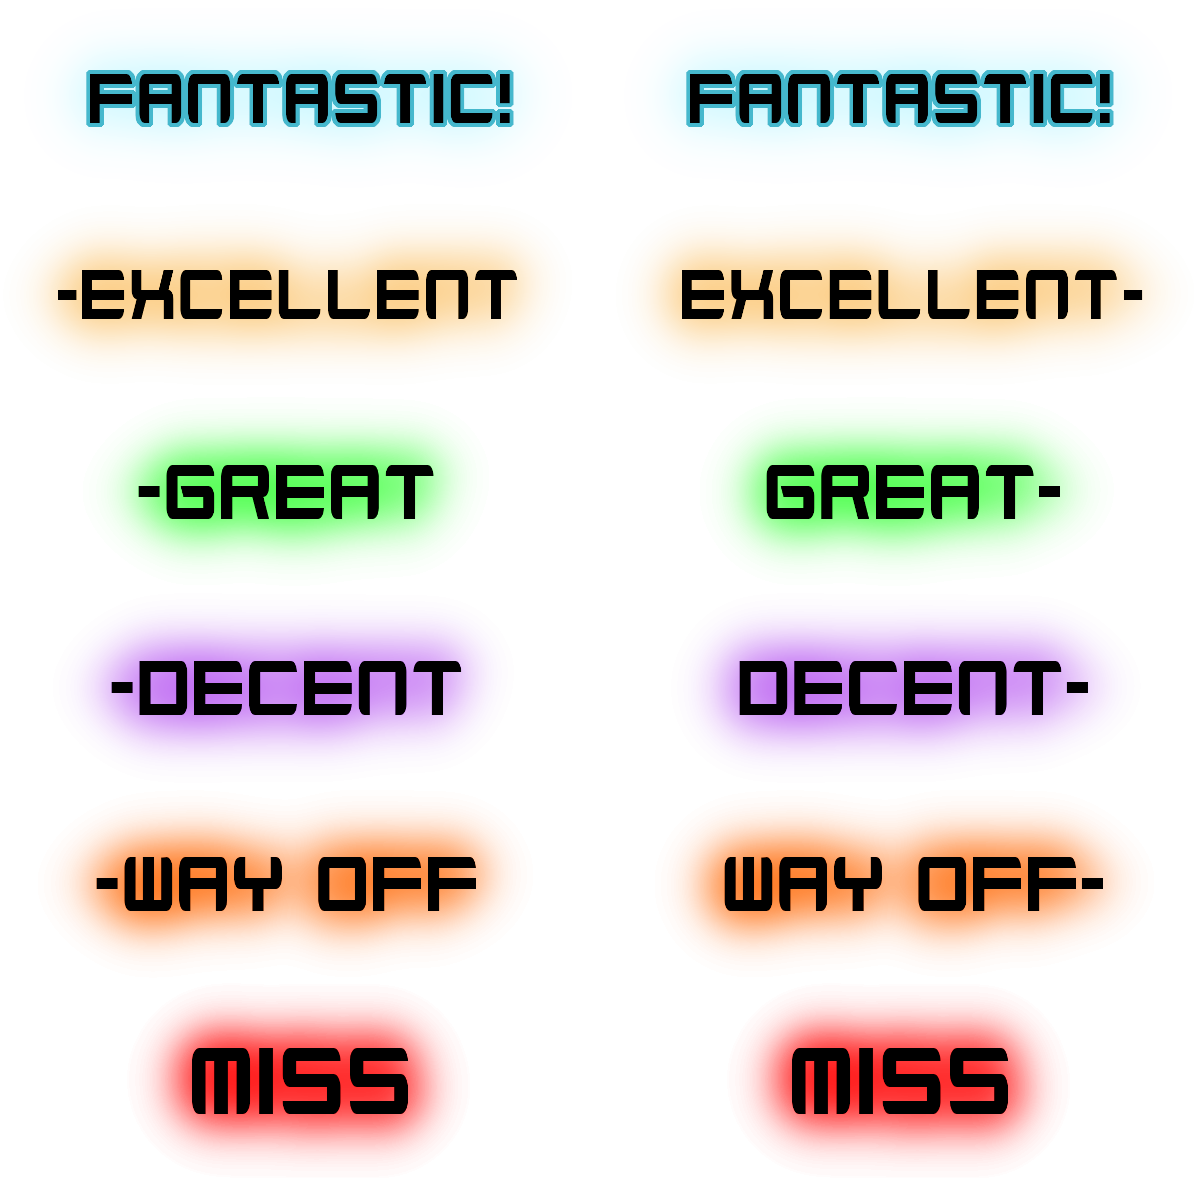 FANTASTIC! FANTASTIC!
-EXCELLENT EXCELLENT-
-GREAT GREAT-
-DECENT DECENT-
-WAY OFF WAY OFF-
MISS MISS